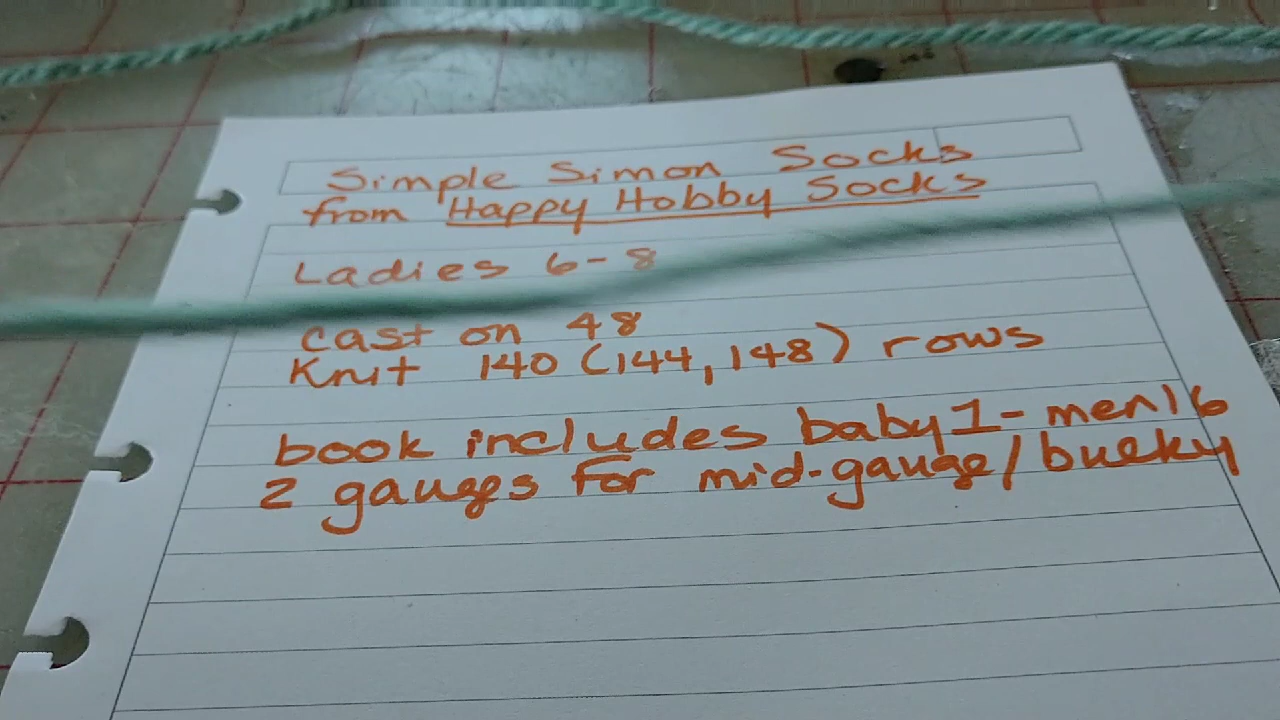 Simple Simon Socks
from Happy Hobby Socks
Ladies 6-8
cast on 48
Knit 140 (144, 148) rows
book includes baby 1 - men 16
2 gauges for mid-gauge/bulky